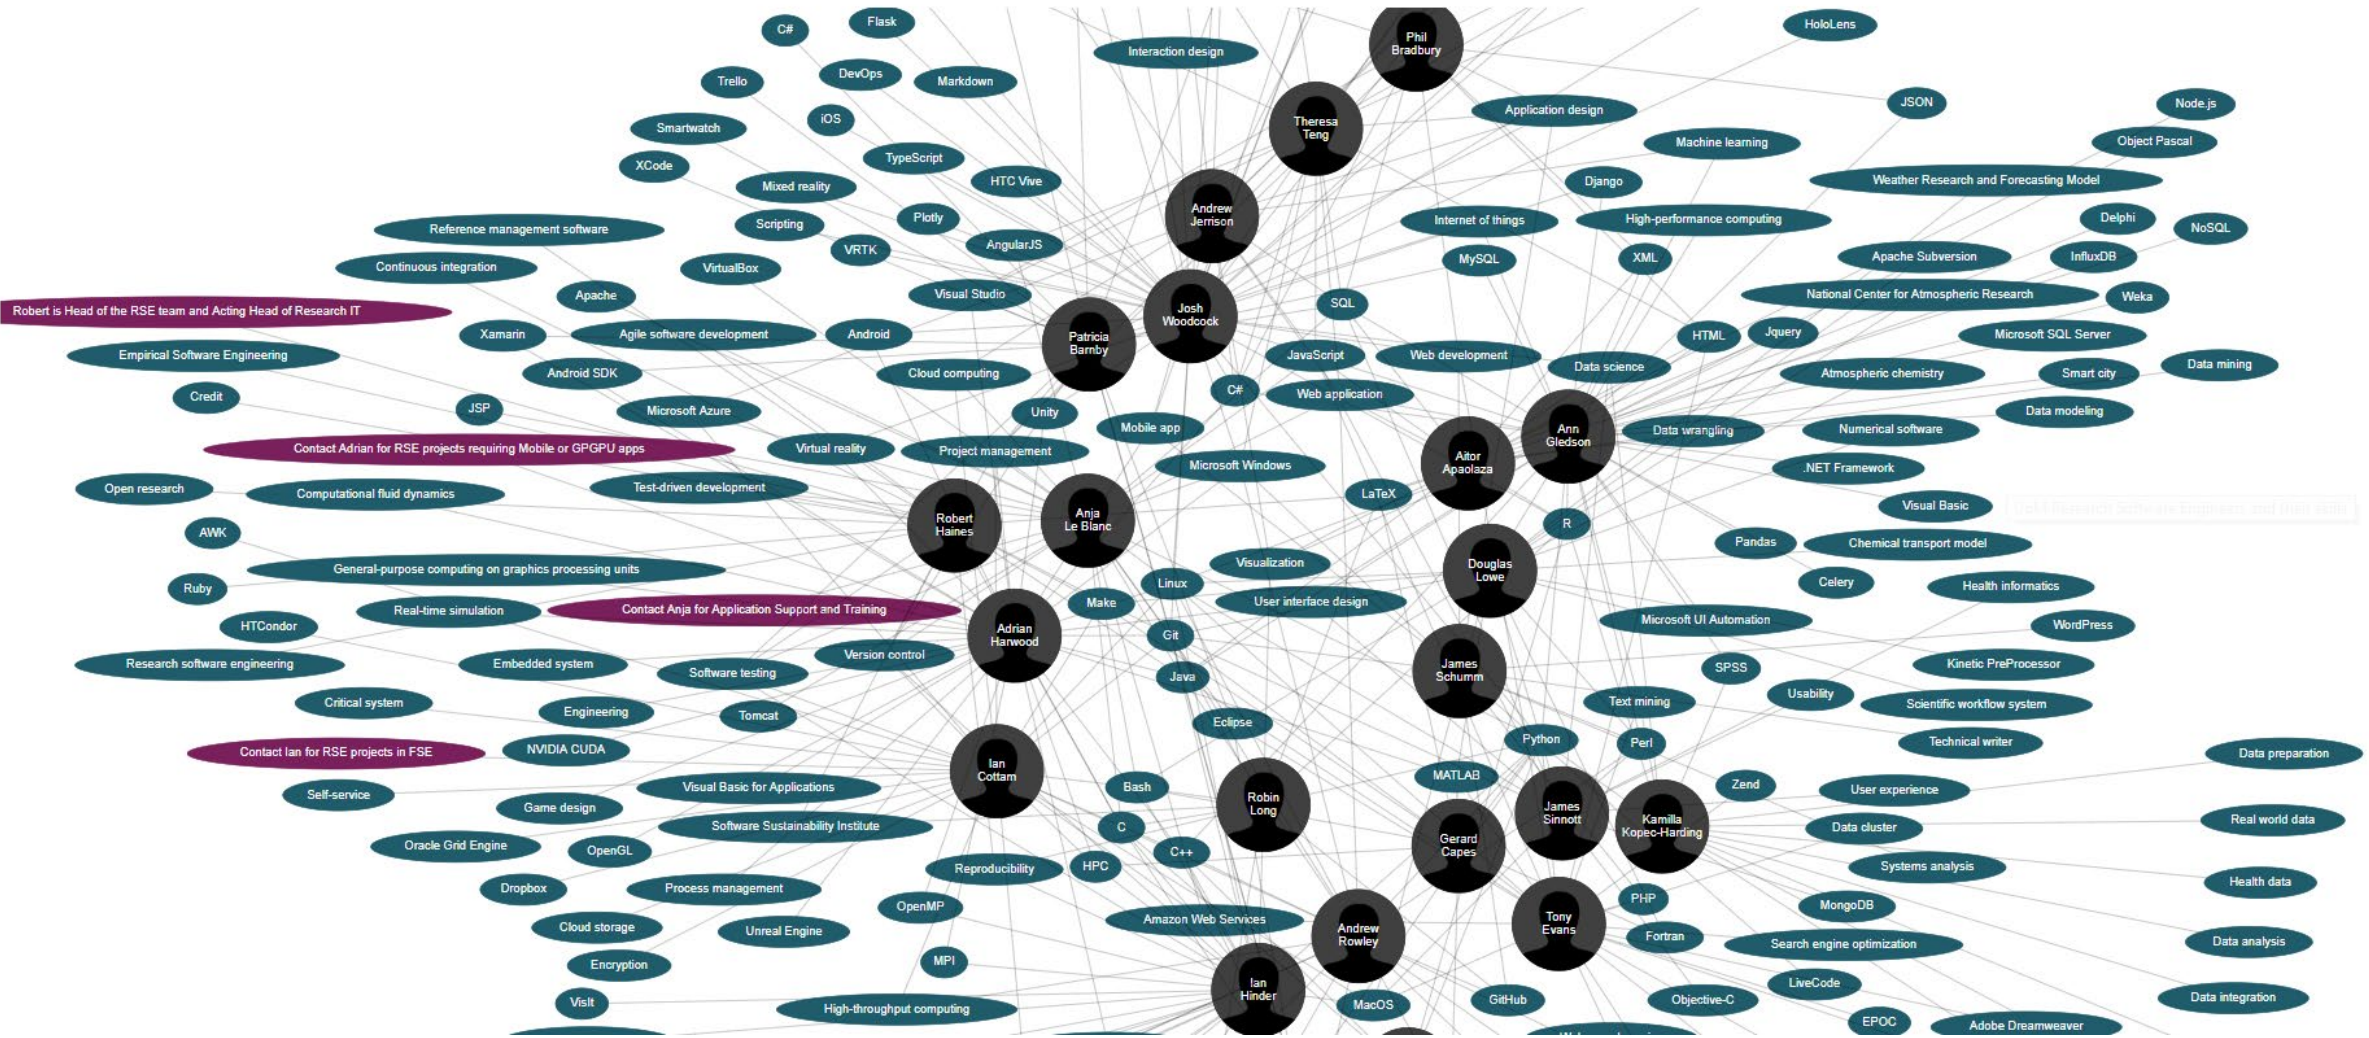 C#
Flask
HoloLens
Phil
Bradbury
Interaction design
DevOps
Markdown
Trello
JSON
Node.js
Application design
iOS
Smartwatch
Theresa
Teng
Machine learning
Object Pascal
TypeScript
XCode
HTC Vive
Mixed reality
Django
Weather Research and Forecasting Model
Andrew
Jerrison
Plotly
Scripting
Internet of things
High-performance computing
Delphi
NoSQL
Reference management software
AngularJS
VRTK
Continuous integration
VirtualBox
MySQL
XML
Apache Subversion
InfluxDB
Apache
Visual Studio
Josh
Woodcock
SQL
National Center for Atmospheric Research
Weka
Robert is Head of the RSE team and Acting Head of Research IT
Xamarin
Agile software development
Android
Patricia
Barnby
HTML
Jquery
Microsoft SQL Server
Empirical Software Engineering
JavaScript
Web development
Data science
Data mining
Android SDK
Cloud computing
Atmospheric chemistry
Smart city
Credit
C#
Web application
JSP
Microsoft Azure
Unity
Mobile app
Data modeling
Ann
Gledson
Data wrangling
Numerical software
Contact Adrian for RSE projects requiring Mobile or GPGPU apps
Virtual reality
Project management
Microsoft Windows
Aitor
Apaolaza
.NET Framework
Open research
Computational fluid dynamics
Test-driven development
LaTeX
Visual Basic
Robert
Haines
Anja
Le Blanc
R
AWK
Pandas
Chemical transport model
General-purpose computing on graphics processing units
Visualization
Douglas
Lowe
Ruby
Linux
Celery
Health informatics
Real-time simulation
Contact Anja for Application Support and Training
Make
User interface design
HTCondor
Adrian
Harwood
Git
Microsoft UI Automation
WordPress
Research software engineering
Embedded system
Software testing
Version control
Java
James
Schumm
SPSS
Kinetic PreProcessor
Critical system
Engineering
Tomcat
Eclipse
Text mining
Usability
Scientific workflow system
Contact Ian for RSE projects in FSE
NVIDIA CUDA
Python
Perl
Technical writer
Data preparation
Ian
Cottam
Self-service
Game design
Visual Basic for Applications
Bash
MATLAB
Zend
User experience
Robin
Long
James
Sinnott
Kamilla
Kopec-Harding
Real world data
Software Sustainability Institute
C
Data cluster
Oracle Grid Engine
OpenGL
C++
Gerard
Capes
Reproducibility
HPC
Systems analysis
Dropbox
Process management
Health data
OpenMP
PHP
MongoDB
Cloud storage
Unreal Engine
Amazon Web Services
Andrew
Rowley
Tony
Evans
Fortran
Search engine optimization
Data analysis
Encryption
MPI
VisIt
High-throughput computing
Ian
Hinder
MacOS
GitHub
Objective-C
LiveCode
Data integration
EPOC
Adobe Dreamweaver